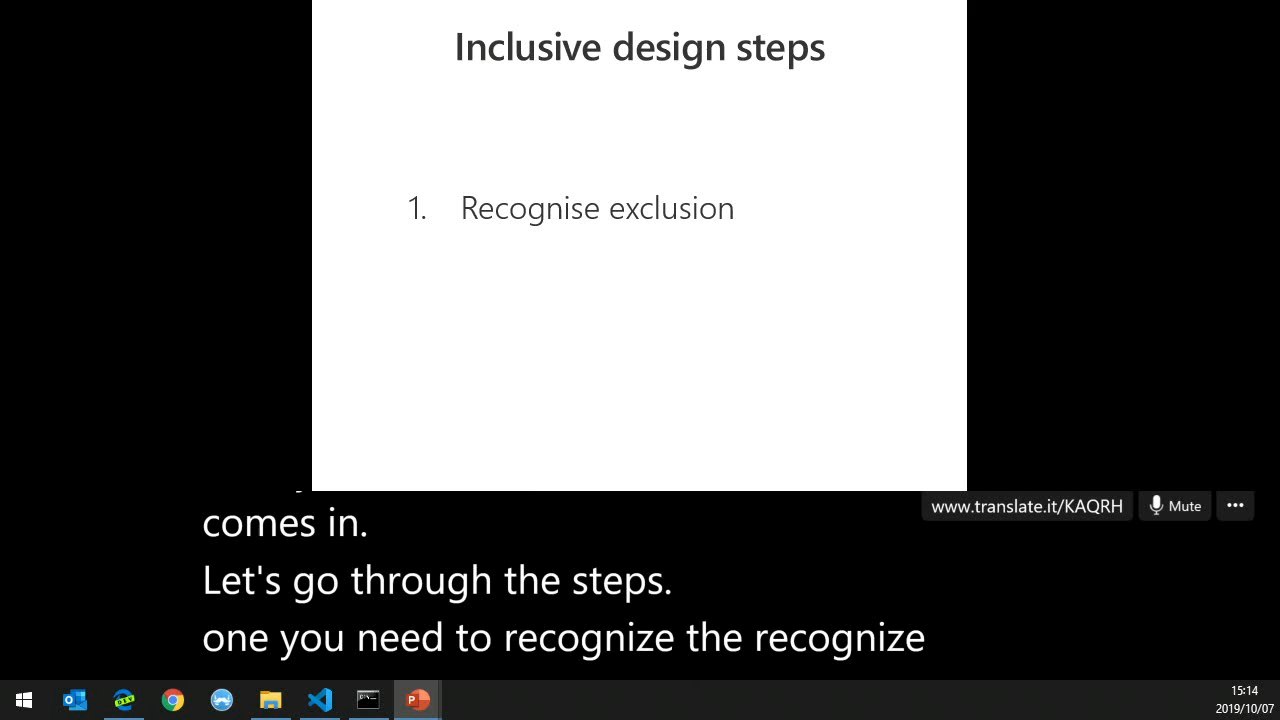 Inclusive design steps
1. Recognise exclusion
www.translate.it/KAQRH
Mute
comes in.
Let's go through the steps.
one you need to recognize the recognize
15:14
2019/10/07